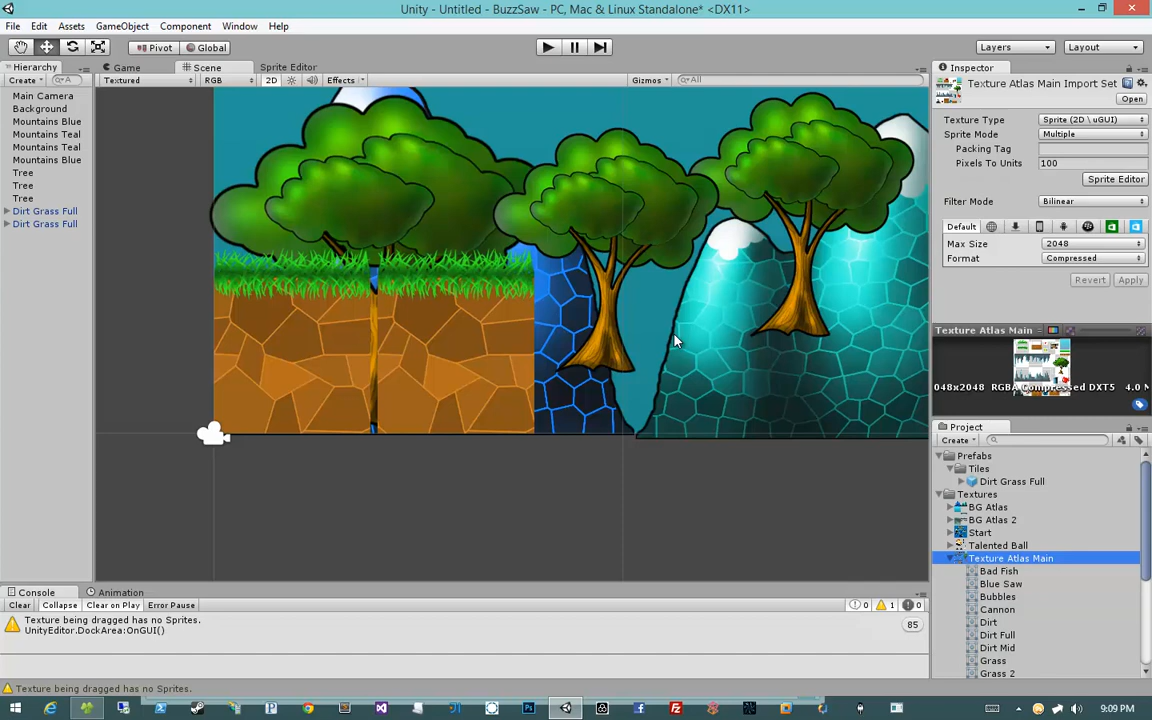 Unity - Untitled - BuzzSaw - PC, Mac & Linux Standalone* <DX11>
File Edit Assets GameObject Component Window Help
Pivot Global Layers Layout
Hierarchy Game Scene Sprite Editor Inspector
Create All Textured RGB 2D Effects Gizmos All
Main Camera
Background
Mountains Blue
Mountains Teal
Mountains Teal
Mountains Blue
Tree
Tree
Tree
Dirt Grass Full
Dirt Grass Full
Texture Atlas Main Import Set
Open
Texture Type Sprite (2D \ uGUI)
Sprite Mode Multiple
Packing Tag
Pixels To Units 100
Sprite Editor
Filter Mode Bilinear
Default
Max Size 2048
Format Compressed
Revert Apply
Texture Atlas Main
048x2048 RGBA Compressed DXT5 4.0 M
Project
Create
Prefabs
Tiles
Dirt Grass Full
Textures
BG Atlas
BG Atlas 2
Start
Talented Ball
Texture Atlas Main
Bad Fish
Blue Saw
Bubbles
Cannon
Dirt
Dirt Full
Dirt Mid
Grass
Grass 2
Console Animation
Clear Collapse Clear on Play Error Pause 0 1 0
Texture being dragged has no Sprites.
UnityEditor.DockArea:OnGUI()
85
Texture being dragged has no Sprites.
9:09 PM